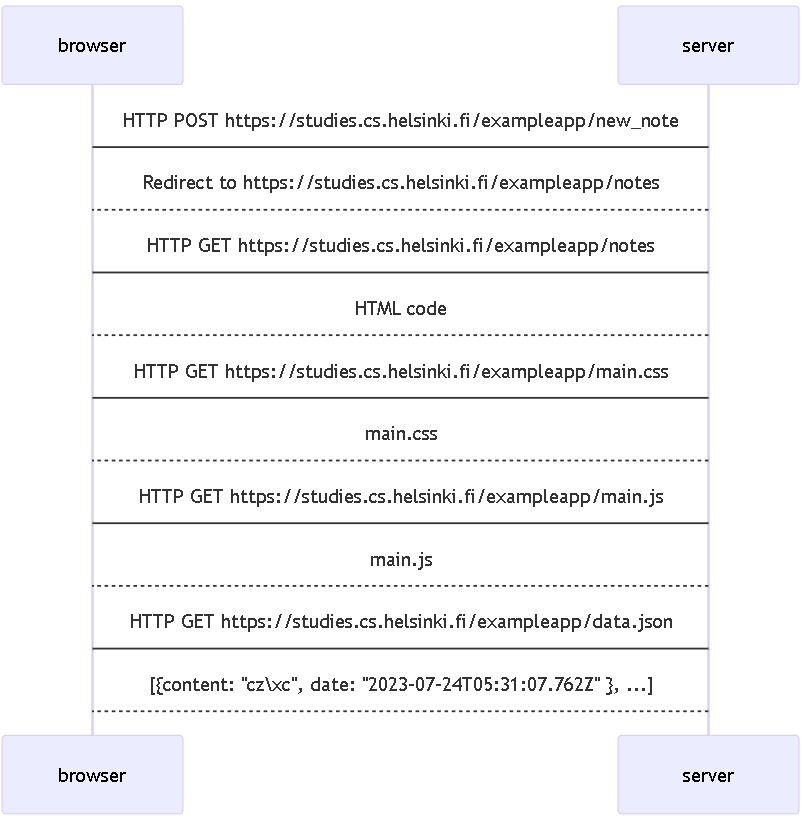 browser server
HTTP POST https://studies.cs.helsinki.fi/exampleapp/new_note
Redirect to https://studies.cs.helsinki.fi/exampleapp/notes
HTTP GET https://studies.cs.helsinki.fi/exampleapp/notes
HTML code
HTTP GET https://studies.cs.helsinki.fi/exampleapp/main.css
main.css
HTTP GET https://studies.cs.helsinki.fi/exampleapp/main.js
main.js
HTTP GET https://studies.cs.helsinki.fi/exampleapp/data.json
[{content: "cz\xc", date: "2023-07-24T05:31:07.762Z" }, ...]
browser server